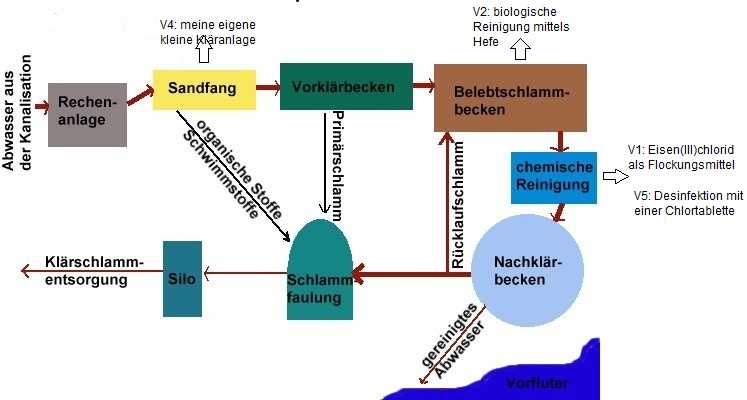 V4: meine eigene
kleine Kläranlage
V2: biologische
Reinigung mittels
Hefe
Abwasser aus
der Kanalisation
Rechen-
anlage
Sandfang
Vorklärbecken
Belebtschlamm-
becken
organische Stoffe
Schwimmstoffe
Primärschlamm
Rücklaufschlamm
chemische
Reinigung
V1: Eisen(III)chlorid
als Flockungsmittel
V5: Desinfektion mit
einer Chlortablette
Klärschlamm-
entsorgung
Silo
Schlamm
faulung
Nachklär-
becken
gereinigtes
Abwasser
Vorfluter